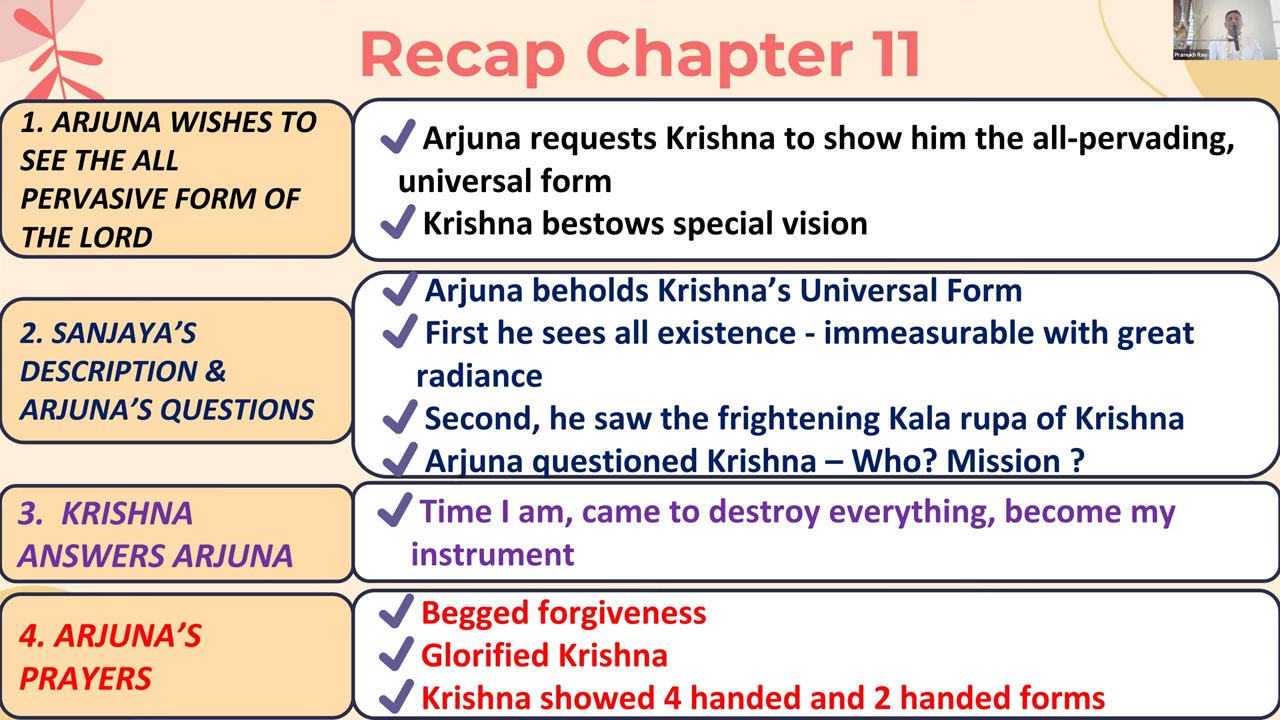 Recap Chapter 11
Pramukh Rao
1. ARJUNA WISHES TO
SEE THE ALL
PERVASIVE FORM OF
THE LORD
Arjuna requests Krishna to show him the all-pervading,
universal form
Krishna bestows special vision
2. SANJAYA’S
DESCRIPTION &
ARJUNA’S QUESTIONS
Arjuna beholds Krishna’s Universal Form
First he sees all existence - immeasurable with great
radiance
Second, he saw the frightening Kala rupa of Krishna
Arjuna questioned Krishna – Who? Mission ?
3. KRISHNA
ANSWERS ARJUNA
Time I am, came to destroy everything, become my
instrument
4. ARJUNA’S
PRAYERS
Begged forgiveness
Glorified Krishna
Krishna showed 4 handed and 2 handed forms